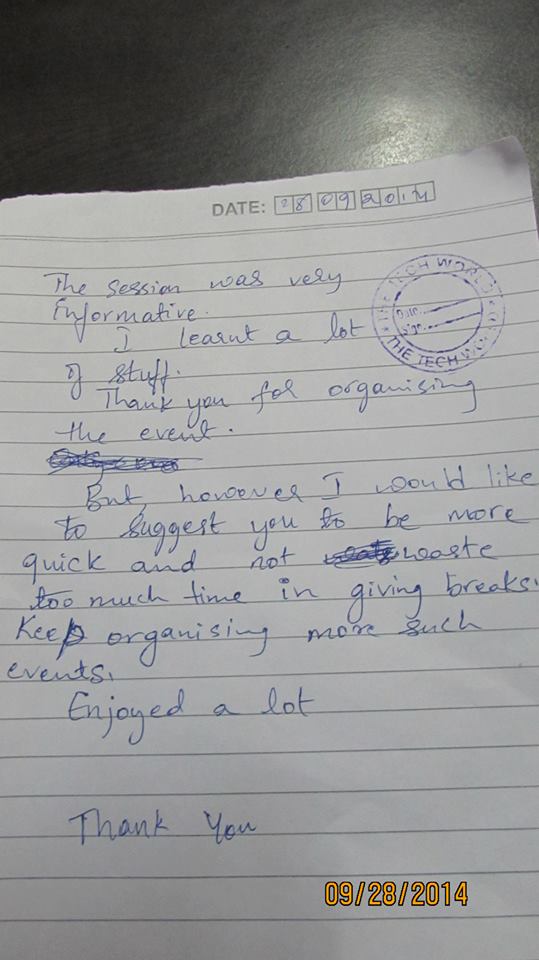 DATE: 28 09 2014
The session was very
informative.
I learnt a lot
of stuff.
Thank you for organising
the event.
But, however I would like
to suggest you to be more
quick and not waste
too much time in giving breaks.
Keep organising more such
events.
Enjoyed a lot
Thank You
THE TECH WORLD
Date:
Sign:
THE TECH
09/28/2014